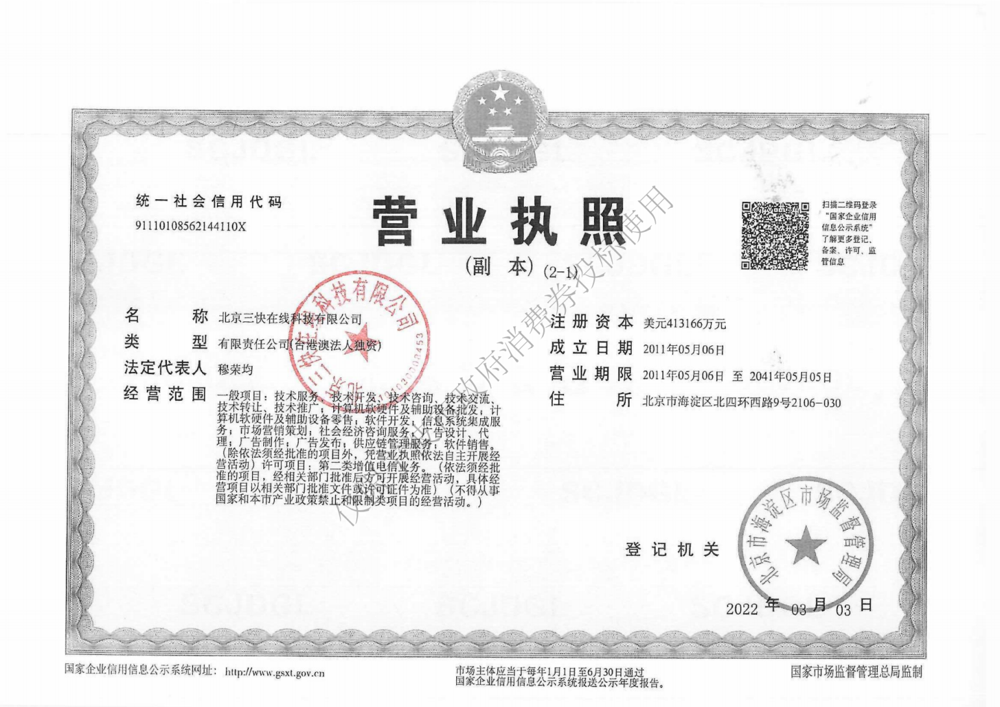 统一社会信用代码
91110108562144110X
营业执照
(副 本) (2-1)
扫描二维码登录
“国家企业信用
信息公示系统”
了解更多登记、
备案、许可、监
管信息
名 称 北京三快在线科技有限公司
类 型 有限责任公司(台港澳法人独资)
法定代表人 穆荣均
经营范围 一般项目：技术服务、技术开发、技术咨询、技术交流、
技术转让、技术推广；计算机软硬件及辅助设备批发；计
算机软硬件及辅助设备零售；软件开发；信息系统集成服
务；市场营销策划；社会经济咨询服务；广告设计、代
理；广告制作；广告发布；供应链管理服务；软件销售。
（除依法须经批准的项目外，凭营业执照依法自主开展经
营活动）许可项目：第二类增值电信业务。（依法须经批
准的项目，经相关部门批准后方可开展经营活动，具体经
营项目以相关部门批准文件或许可证件为准）（不得从事
国家和本市产业政策禁止和限制类项目的经营活动。）
注册资本 美元413166万元
成立日期 2011年05月06日
营业期限 2011年05月06日 至 2041年05月05日
住 所 北京市海淀区北四环西路9号2106-030
北京三快在线科技有限公司
政府消费券投标使用
登记机关
北京市海淀区市场监督管理局
2022 年 03 月 03 日
国家企业信用信息公示系统网址： http://www.gsxt.gov.cn
市场主体应当于每年1月1日至6月30日通过
国家企业信用信息公示系统报送公示年度报告。
国家市场监督管理总局监制